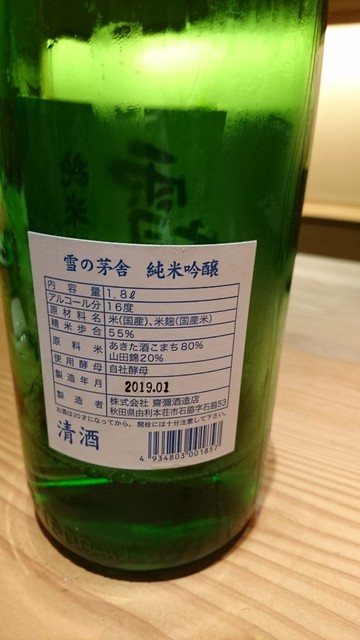 雪の茅舎 純米吟醸
内容量 1.8ℓ
アルコール分 16度
原材料名 米(国産)、米麹(国産米)
精米歩合 55%
原料米 あきた酒こまち80%
山田錦20%
使用酵母 自社酵母
製造年月 2019.01
製造者 株式会社 齋彌酒造店
秋田県由利本荘市石脇字石脇53
お酒は20才になってから。開栓には十分注意して下さい。
清酒
4 934803 001857
純米